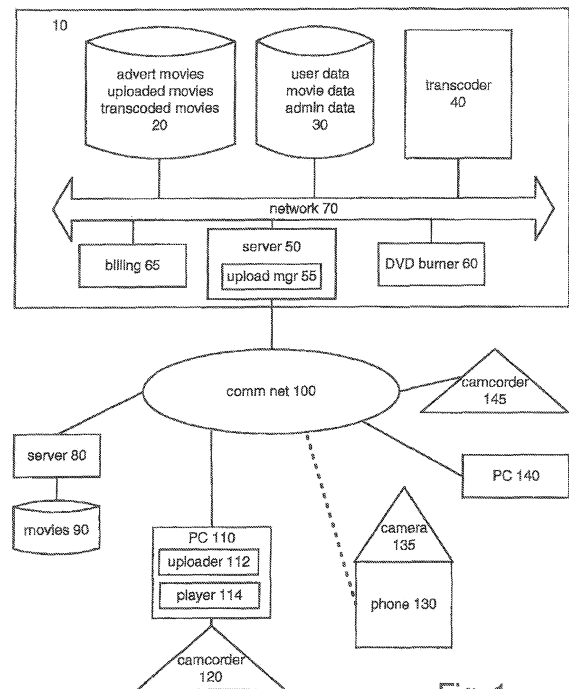 10
advert movies
uploaded movies
transcoded movies
20
user data
movie data
admin data
30
transcoder
40
network 70
billing 65
server 50
upload mgr 55
DVD burner 60
comm net 100
camcorder
145
server 80
movies 90
PC 140
PC 110
uploader 112
player 114
camera
135
phone 130
camcorder
120